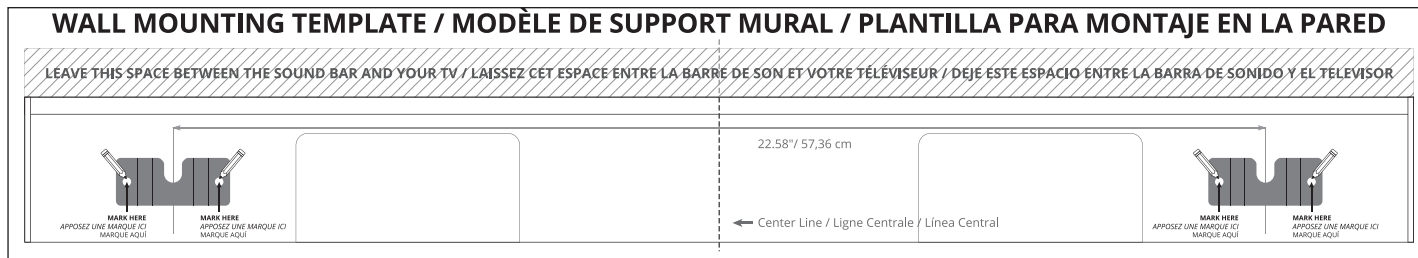 WALL MOUNTING TEMPLATE / MODÈLE DE SUPPORT MURAL / PLANTILLA PARA MONTAJE EN LA PARED
LEAVE THIS SPACE BETWEEN THE SOUND BAR AND YOUR TV / LAISSEZ CET ESPACE ENTRE LA BARRE DE SON ET VOTRE TÉLÉVISEUR / DEJE ESTE ESPACIO ENTRE LA BARRA DE SONIDO Y EL TELEVISOR
22.58"/ 57,36 cm
MARK HERE
APPOSEZ UNE MARQUE ICI
MARQUE AQUÍ
MARK HERE
APPOSEZ UNE MARQUE ICI
MARQUE AQUÍ
Center Line / Ligne Centrale / Línea Central
MARK HERE
APPOSEZ UNE MARQUE ICI
MARQUE AQUÍ
MARK HERE
APPOSEZ UNE MARQUE ICI
MARQUE AQUÍ